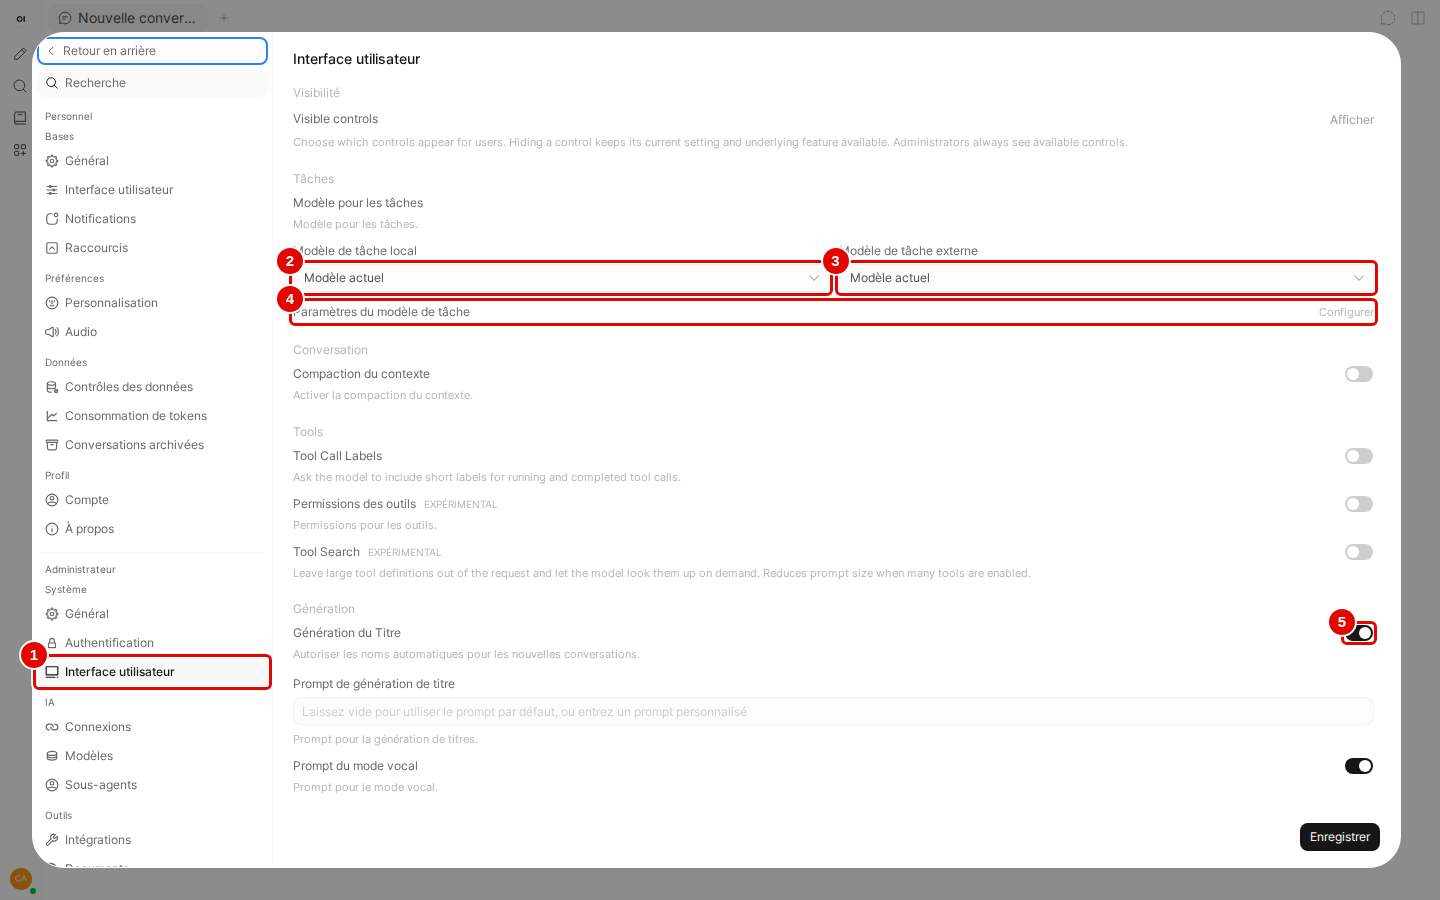 OI
Nouvelle conver...
Retour en arrière
Recherche
Personnel
Bases
Général
Interface utilisateur
Notifications
Raccourcis
Préférences
Personnalisation
Audio
Données
Contrôles des données
Consommation de tokens
Conversations archivées
Profil
Compte
À propos
Administrateur
Système
Général
Authentification
1
Interface utilisateur
IA
Connexions
Modèles
Sous-agents
Outils
Intégrations
Documents
CA
Interface utilisateur
Visibilité
Visible controls
Afficher
Choose which controls appear for users. Hiding a control keeps its current setting and underlying feature available. Administrators always see available controls.
Tâches
Modèle pour les tâches
Modèle pour les tâches.
Modèle de tâche local
Modèle de tâche externe
2
Modèle actuel
3
Modèle actuel
4
Paramètres du modèle de tâche
Configurer
Conversation
Compaction du contexte
Activer la compaction du contexte.
Tools
Tool Call Labels
Ask the model to include short labels for running and completed tool calls.
Permissions des outils EXPÉRIMENTAL
Permissions pour les outils.
Tool Search EXPÉRIMENTAL
Leave large tool definitions out of the request and let the model look them up on demand. Reduces prompt size when many tools are enabled.
Génération
Génération du Titre
5
Autoriser les noms automatiques pour les nouvelles conversations.
Prompt de génération de titre
Laissez vide pour utiliser le prompt par défaut, ou entrez un prompt personnalisé
Prompt pour la génération de titres.
Prompt du mode vocal
Prompt pour le mode vocal.
Enregistrer